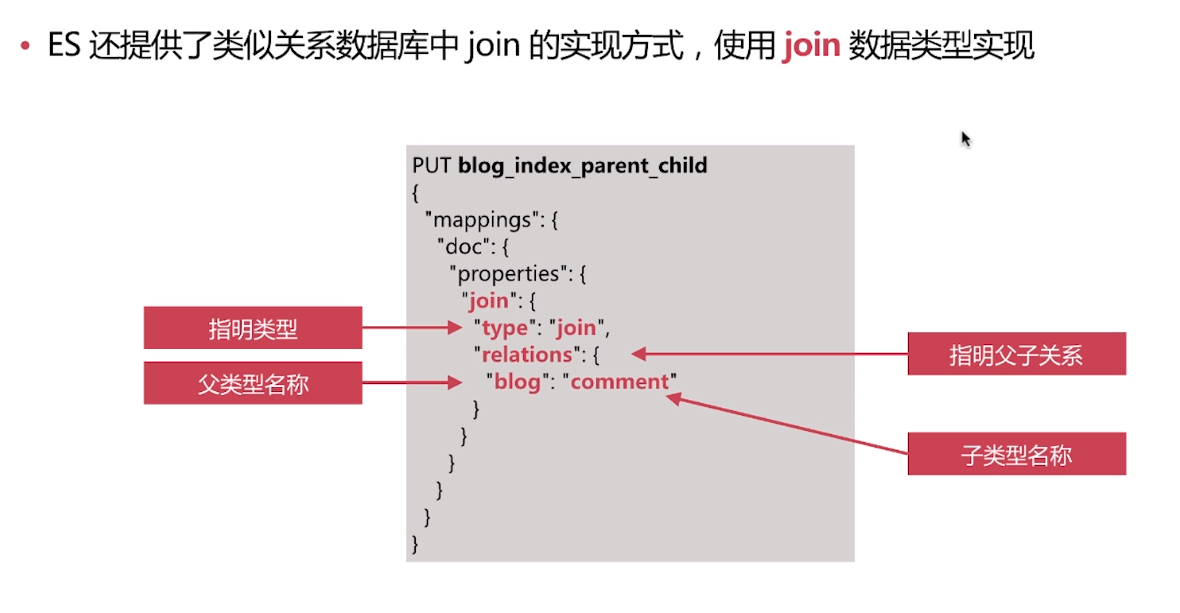 • ES 还提供了类似关系数据库中 join 的实现方式，使用 join 数据类型实现
PUT blog_index_parent_child
{
"mappings": {
"doc": {
"properties": {
"join": {
"type": "join",
"relations": {
"blog": "comment"
}
}
}
}
}
}
指明类型
父类型名称
指明父子关系
子类型名称